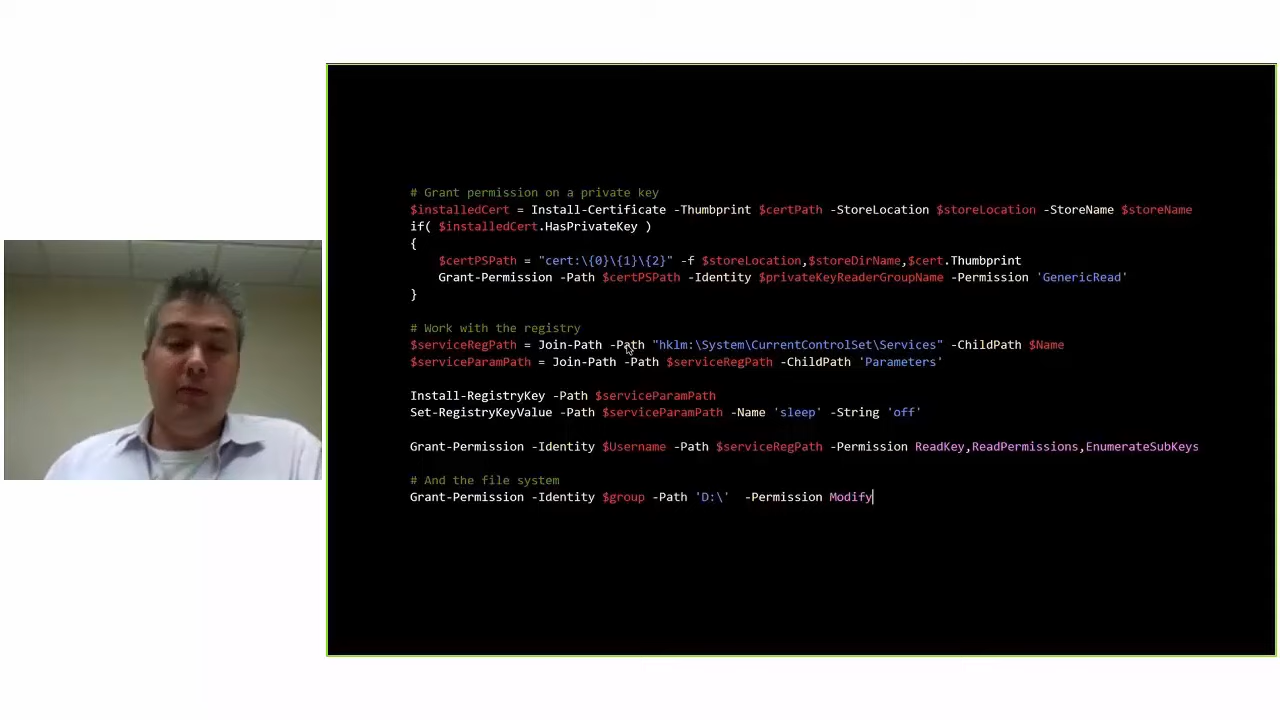 # Grant permission on a private key
$installedCert = Install-Certificate -Thumbprint $certPath -StoreLocation $storeLocation -StoreName $storeName
if( $installedCert.HasPrivateKey )
{
$certPSPath = "cert:\{0}\{1}\{2}" -f $storeLocation,$storeDirName,$cert.Thumbprint
Grant-Permission -Path $certPSPath -Identity $privateKeyReaderGroupName -Permission 'GenericRead'
}
# Work with the registry
$serviceRegPath = Join-Path -Path "hklm:\System\CurrentControlSet\Services" -ChildPath $Name
$serviceParamPath = Join-Path -Path $serviceRegPath -ChildPath 'Parameters'
Install-RegistryKey -Path $serviceParamPath
Set-RegistryKeyValue -Path $serviceParamPath -Name 'sleep' -String 'off'
Grant-Permission -Identity $Username -Path $serviceRegPath -Permission ReadKey,ReadPermissions,EnumerateSubKeys
# And the file system
Grant-Permission -Identity $group -Path 'D:\'  -Permission Modify